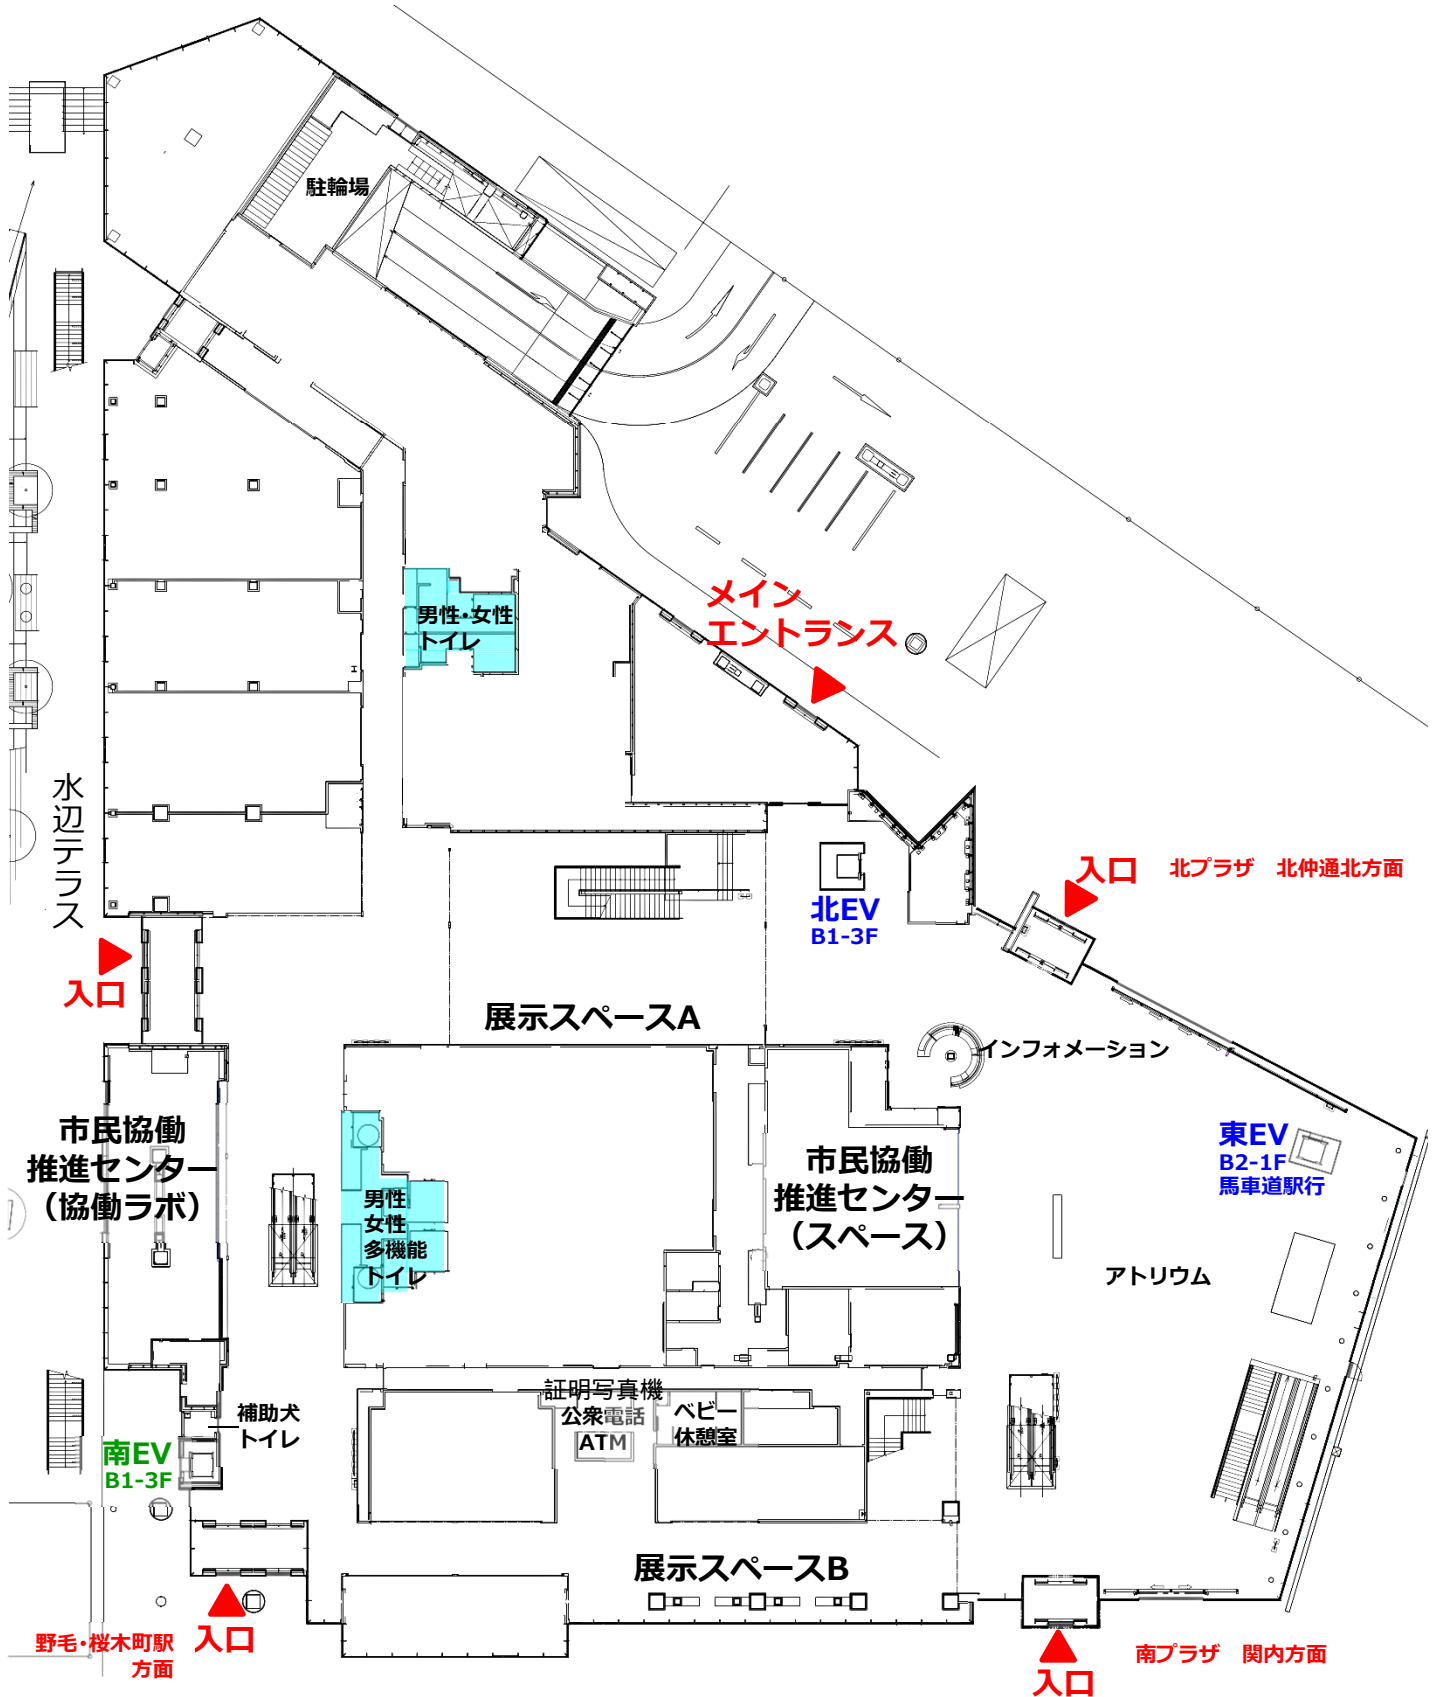 駐輪場
男性・女性
トイレ
メイン
エントランス
水辺テラス
入口
北プラザ 北仲通北方面
北EV
B1-3F
入口
展示スペースA
インフォメーション
市民協働
推進センター
（協働ラボ）
男性
女性
多機能
トイレ
市民協働
推進センター
（スペース）
東EV
B2-1F
馬車道駅行
アトリウム
証明写真機
公衆電話
ATM
ベビー
休憩室
補助犬
トイレ
南EV
B1-3F
展示スペースB
野毛・桜木町駅
方面
入口
入口
南プラザ 関内方面